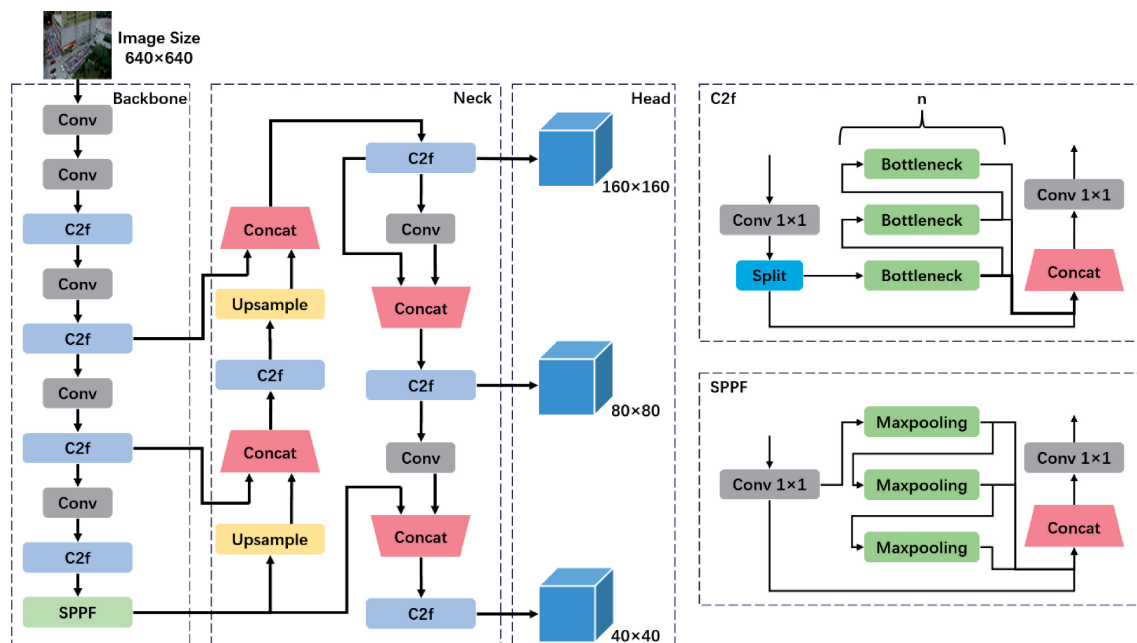 Image Size
640×640
Backbone
Conv
Conv
C2f
Conv
C2f
Conv
C2f
Conv
C2f
SPPF
Neck
Concat
Upsample
C2f
Concat
Upsample
C2f
Conv
Concat
C2f
Conv
Concat
C2f
Head
160×160
80×80
40×40
C2f
n
Conv 1×1
Split
Bottleneck
Bottleneck
Bottleneck
Conv 1×1
Concat
SPPF
Conv 1×1
Maxpooling
Maxpooling
Maxpooling
Conv 1×1
Concat